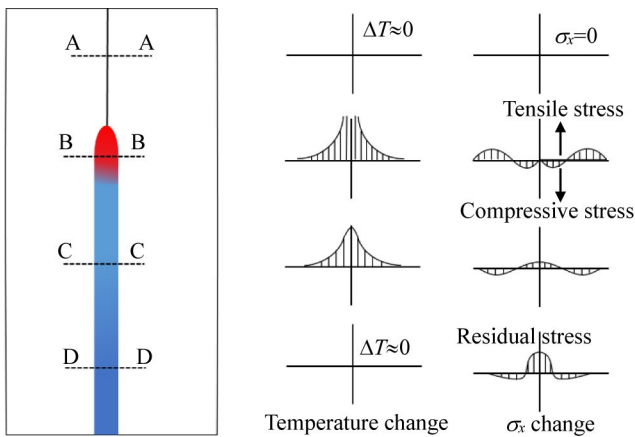 A A
ΔT≈0
σx=0
Tensile stress
B B
Compressive stress
C C
Residual stress
ΔT≈0
D D
Temperature change
σx change